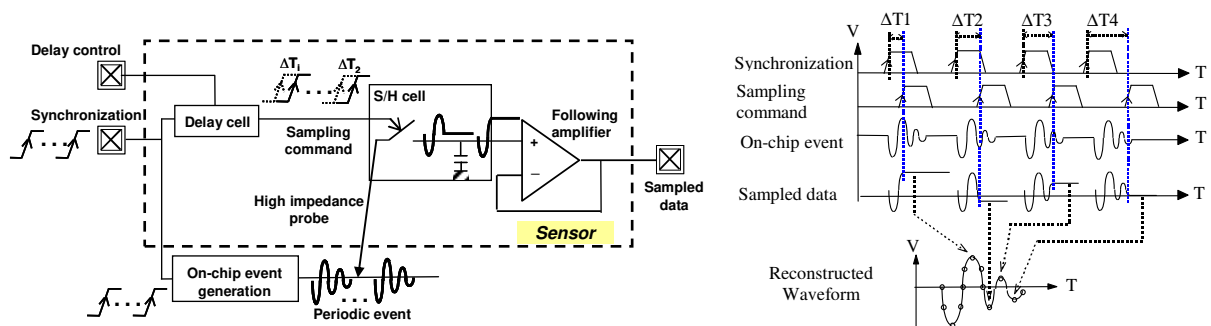 Delay control
Synchronization
Delay cell
ΔTi
ΔT2
Sampling
command
S/H cell
Following
amplifier
+
−
Sampled
data
High impedance
probe
Sensor
On-chip event
generation
Periodic event
V
ΔT1
ΔT2
ΔT3
ΔT4
Synchronization
T
Sampling
command
T
On-chip event
T
Sampled data
T
V
Reconstructed
Waveform
T